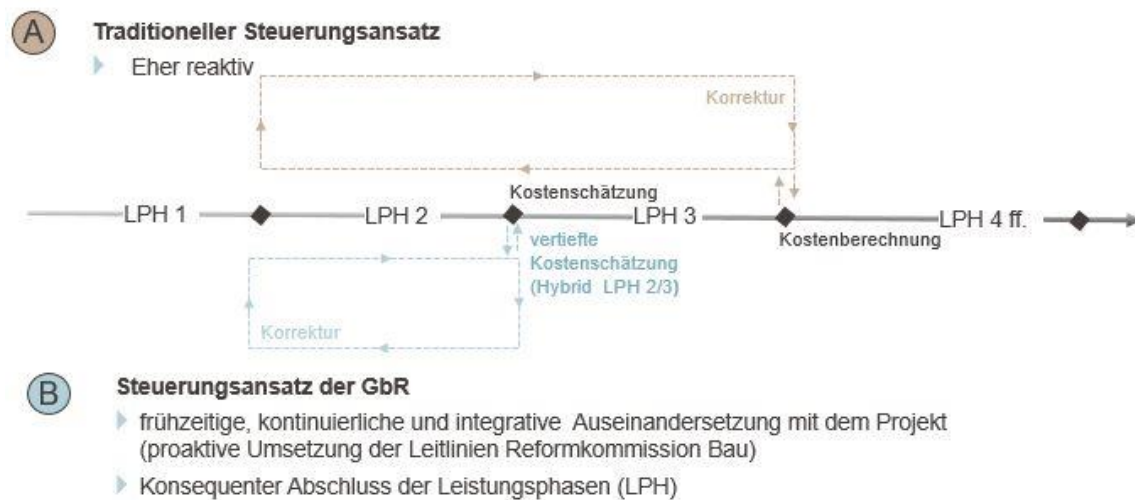 A
Traditioneller Steuerungsansatz
Eher reaktiv
Korrektur
Kostenschätzung
LPH 1
LPH 2
LPH 3
LPH 4 ff.
Kostenberechnung
vertiefte
Kostenschätzung
(Hybrid LPH 2/3)
Korrektur
B
Steuerungsansatz der GbR
frühzeitige, kontinuierliche und integrative Auseinandersetzung mit dem Projekt
(proaktive Umsetzung der Leitlinien Reformkommission Bau)
Konsequenter Abschluss der Leistungsphasen (LPH)